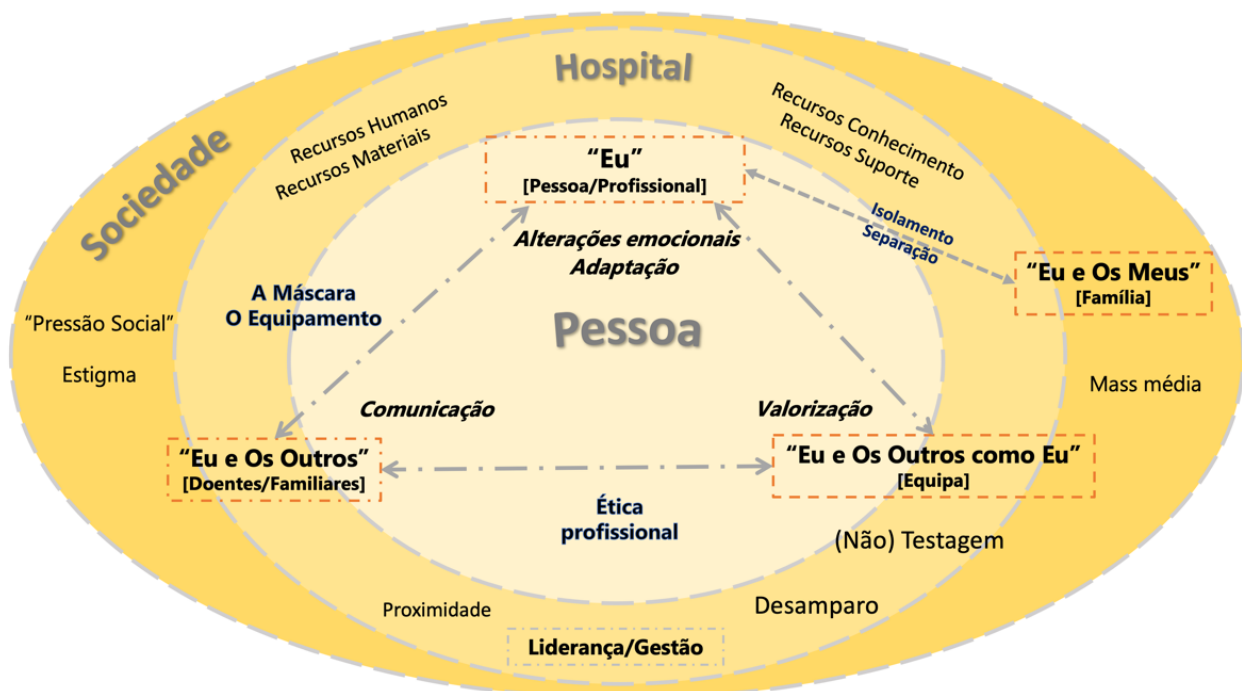 Hospital
Sociedade
Recursos Humanos
Recursos Materiais
Recursos Conhecimento
Recursos Suporte
“Eu”
[Pessoa/Profissional]
Isolamento
Separação
Alterações emocionais
Adaptação
“Eu e Os Meus”
[Família]
A Máscara
O Equipamento
Pessoa
“Pressão Social”
Estigma
Mass média
Comunicação
Valorização
“Eu e Os Outros”
[Doentes/Familiares]
“Eu e Os Outros como Eu”
[Equipa]
Ética
profissional
(Não) Testagem
Proximidade
Desamparo
Liderança/Gestão